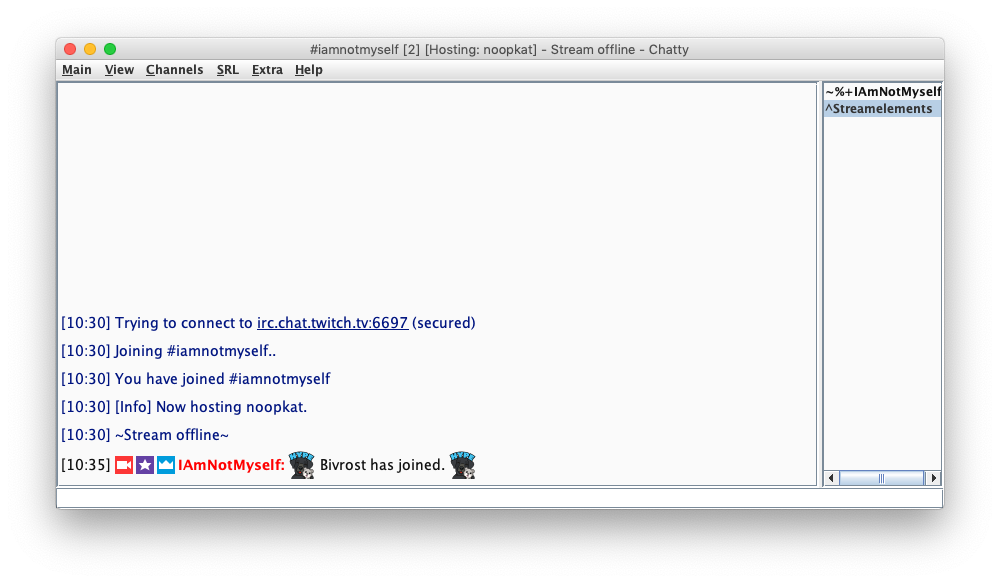 #iamnotmyself [2] [Hosting: noopkat] - Stream offline - Chatty
Main View Channels SRL Extra Help
~%+IAmNotMyself
^Streamelements
[10:30] Trying to connect to irc.chat.twitch.tv:6697 (secured)
[10:30] Joining #iamnotmyself..
[10:30] You have joined #iamnotmyself
[10:30] [Info] Now hosting noopkat.
[10:30] ~Stream offline~
[10:35] IAmNotMyself: Bivrost has joined.